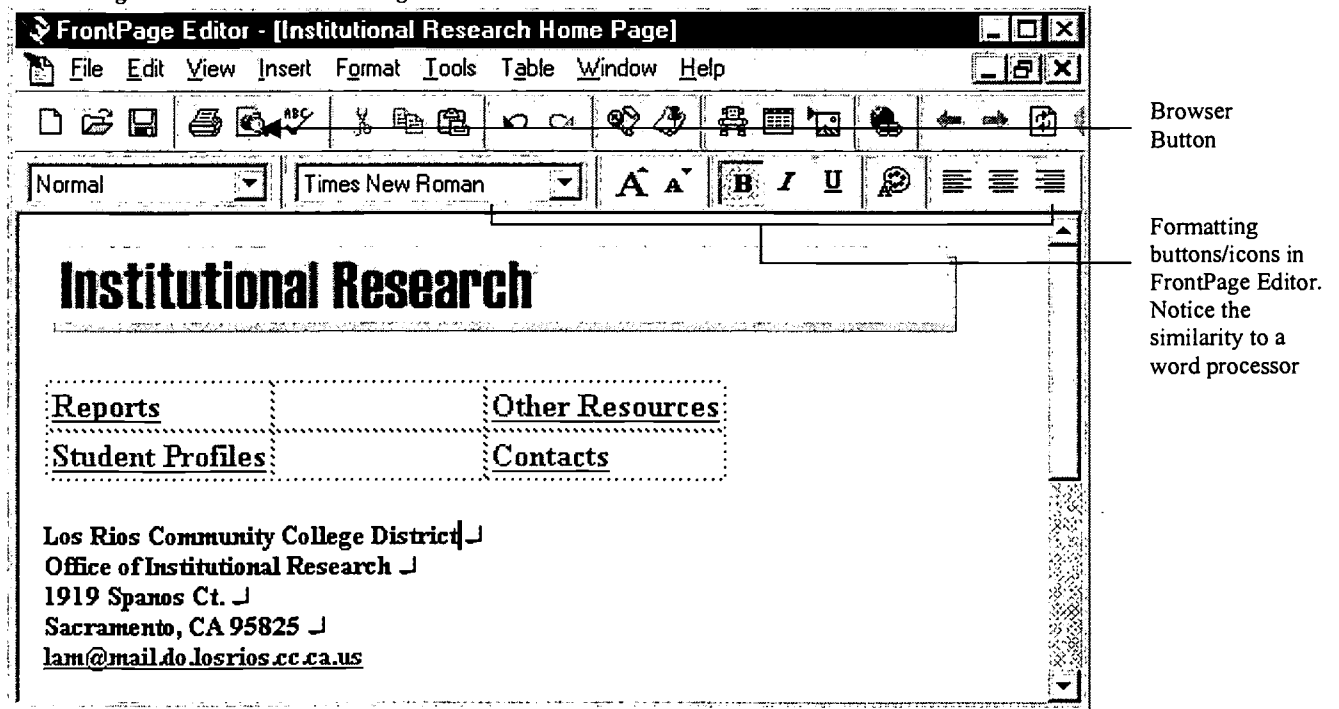 FrontPage Editor - [Institutional Research Home Page]
File Edit View Insert Format Tools Table Window Help
ABC
Normal
Times New Roman
A A B I U A
Institutional Research
Reports
Other Resources
Student Profiles
Contacts
Los Rios Community College District
Office of Institutional Research
1919 Spanos Ct.
Sacramento, CA 95825
lam@mail.do.losrios.cc.ca.us
Browser
Button
Formatting
buttons/icons in
FrontPage Editor.
Notice the
similarity to a
word processor